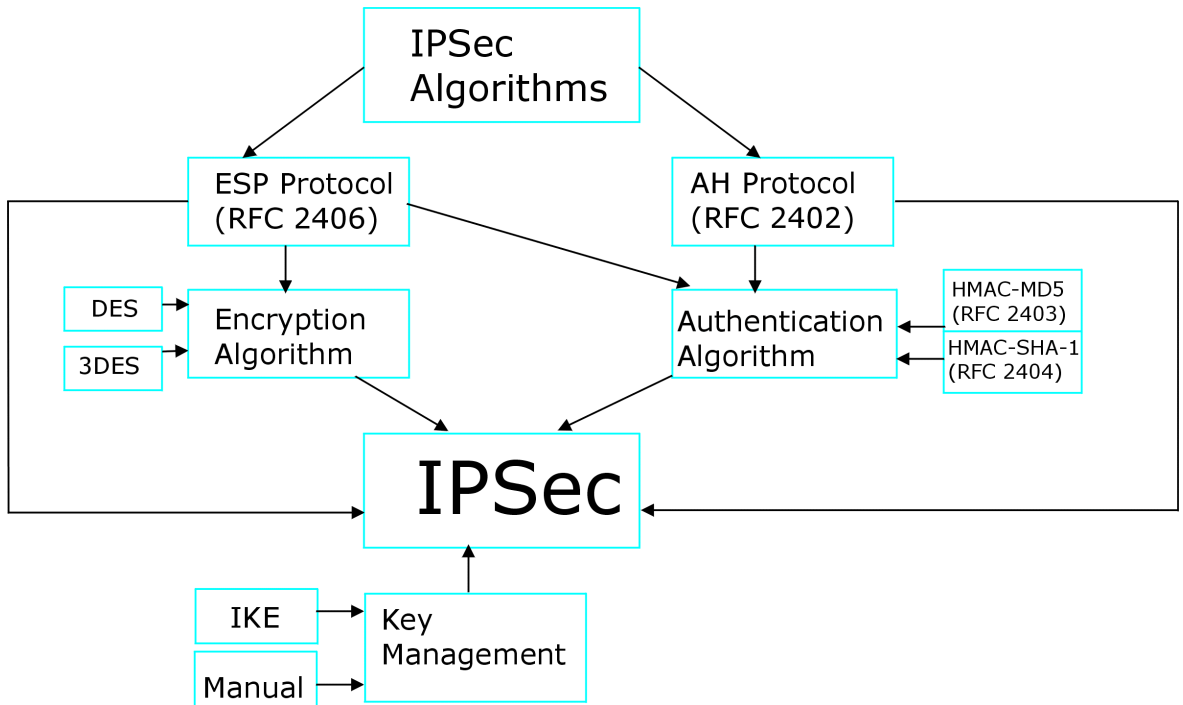 IPSec
Algorithms
ESP Protocol
(RFC 2406)
AH Protocol
(RFC 2402)
DES
3DES
Encryption
Algorithm
Authentication
Algorithm
HMAC-MD5
(RFC 2403)
HMAC-SHA-1
(RFC 2404)
IPSec
IKE
Manual
Key
Management